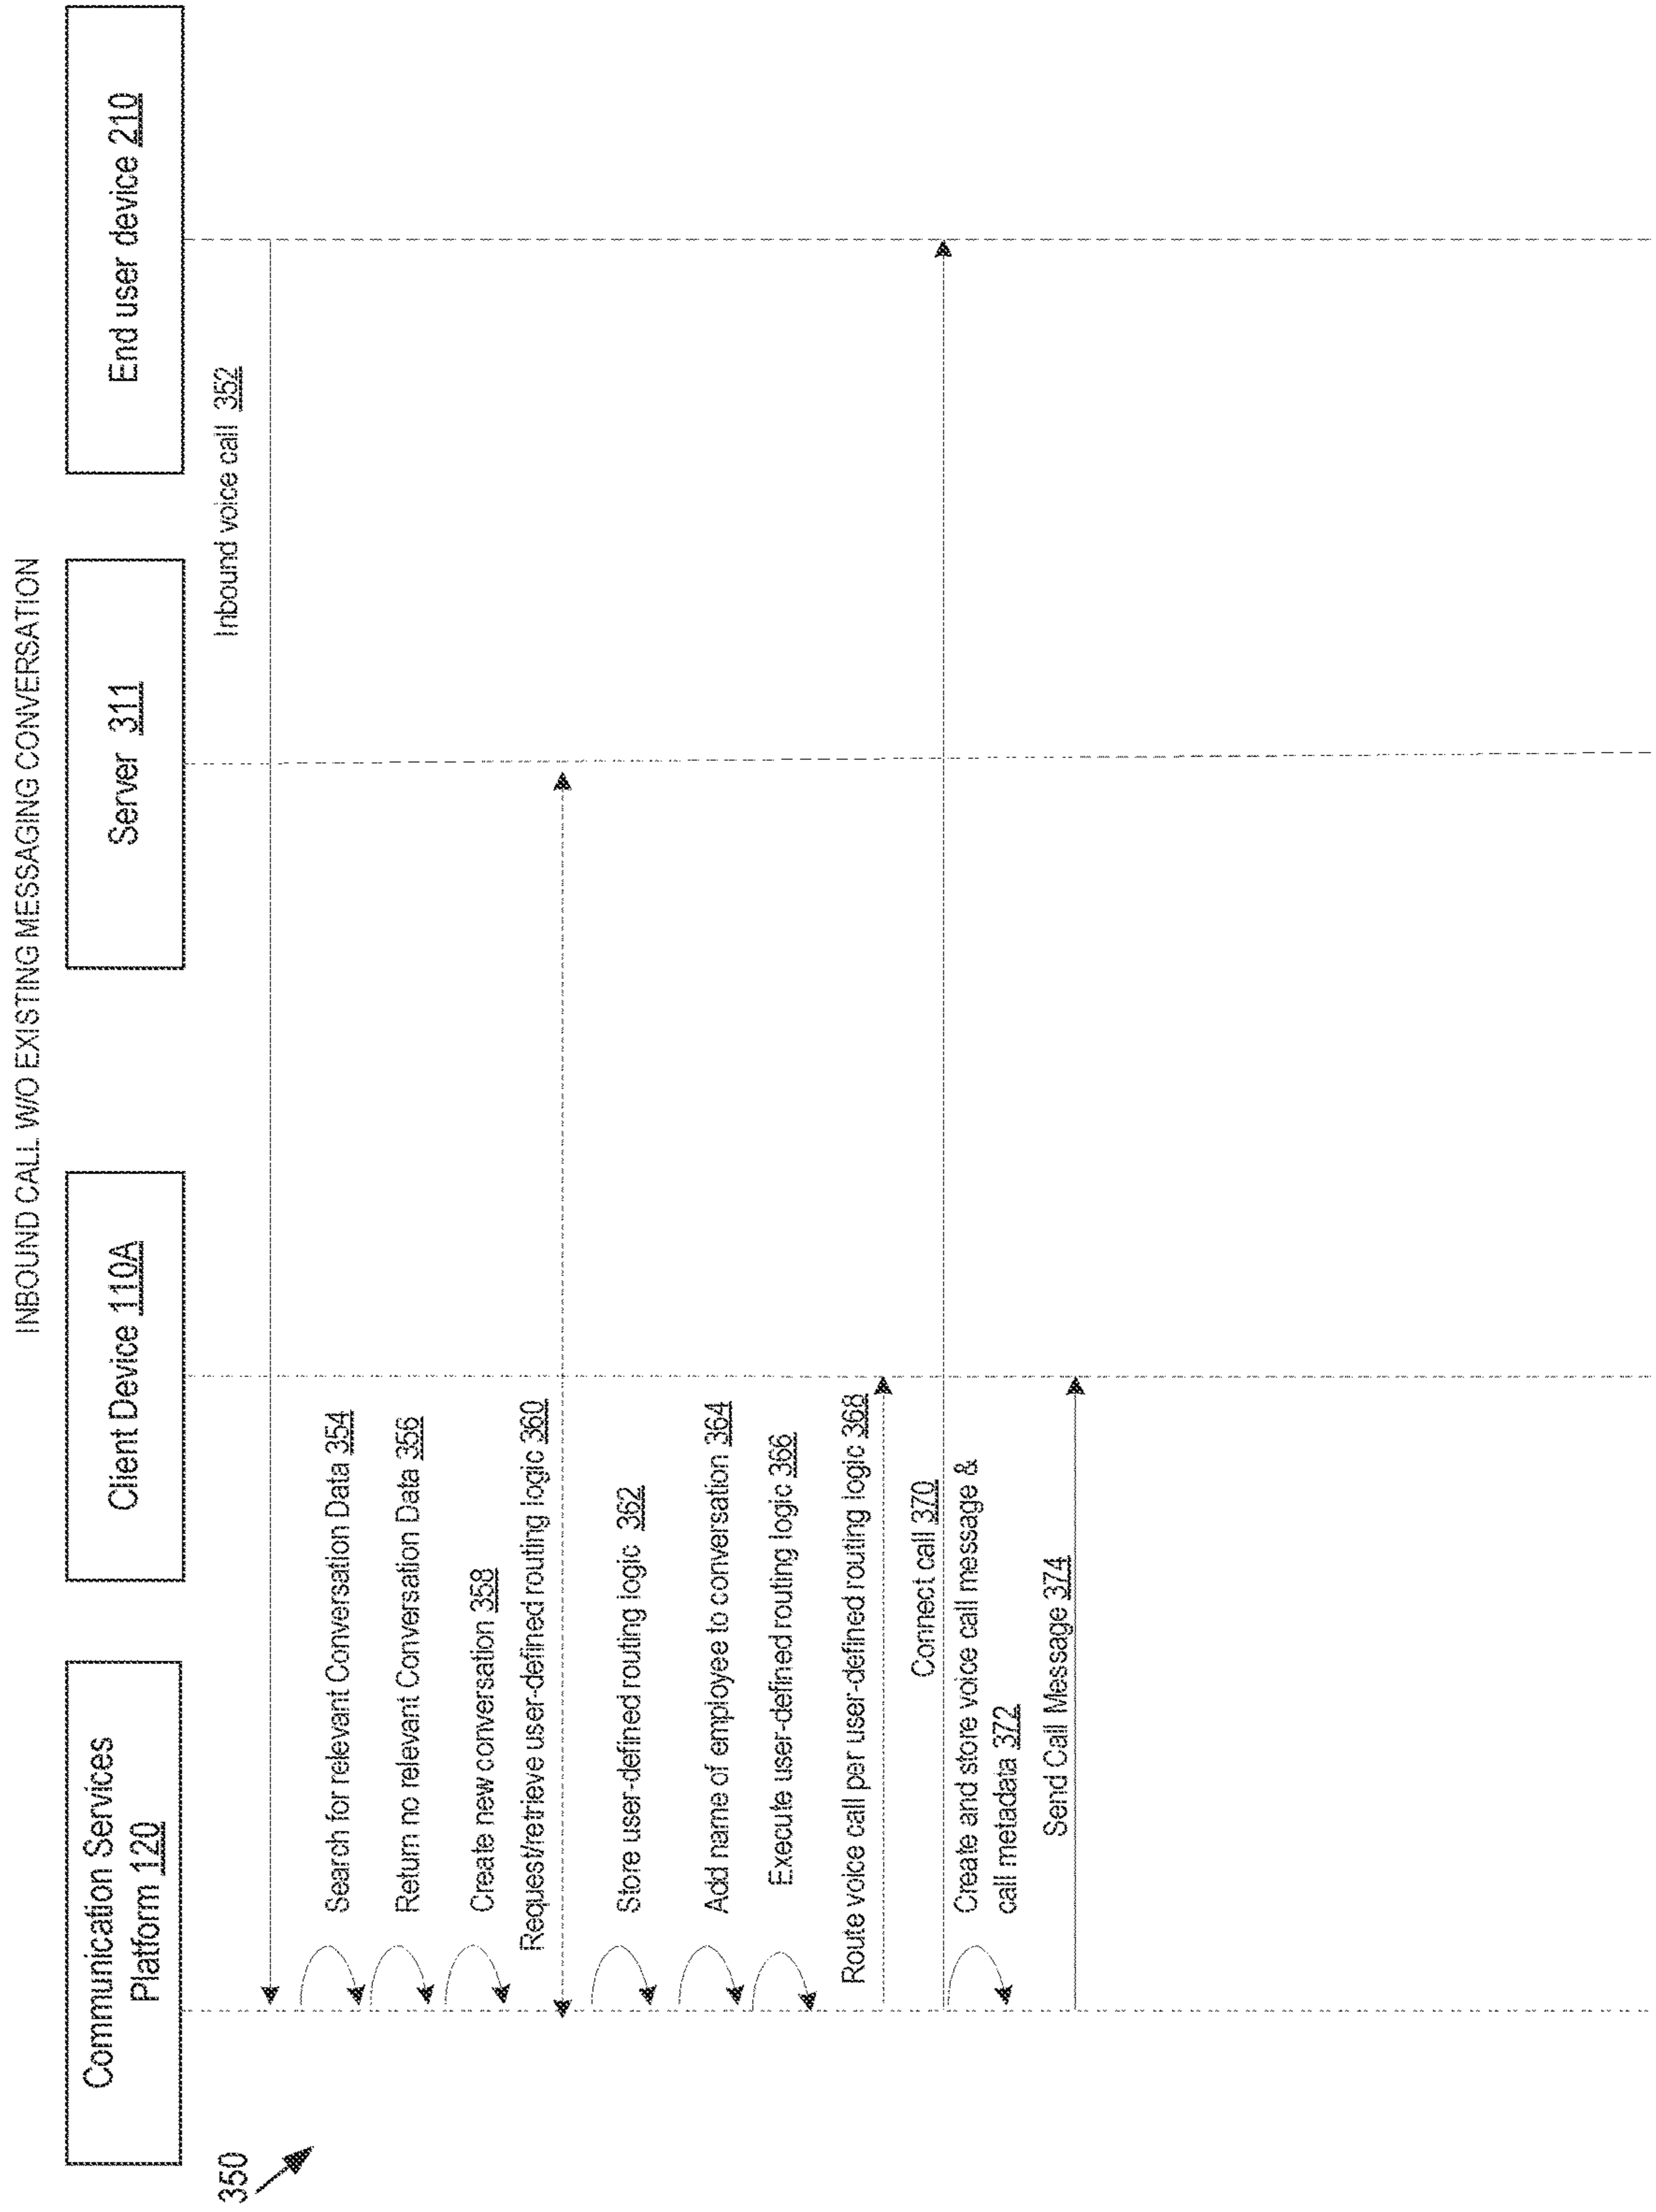 INBOUND CALL W/O EXISTING MESSAGING CONVERSATION
Communication Services
Platform 120
Client Device 110A
Server 311
End user device 210
350
Inbound voice call 352
Search for relevant Conversation Data 354
Return no relevant Conversation Data 356
Create new conversation 358
Request/retrieve user-defined routing logic 360
Store user-defined routing logic 362
Add name of employee to conversation 364
Execute user-defined routing logic 366
Route voice call per user-defined routing logic 368
Connect call 370
Create and store voice call message &
call metadata 372
Send Call Message 374